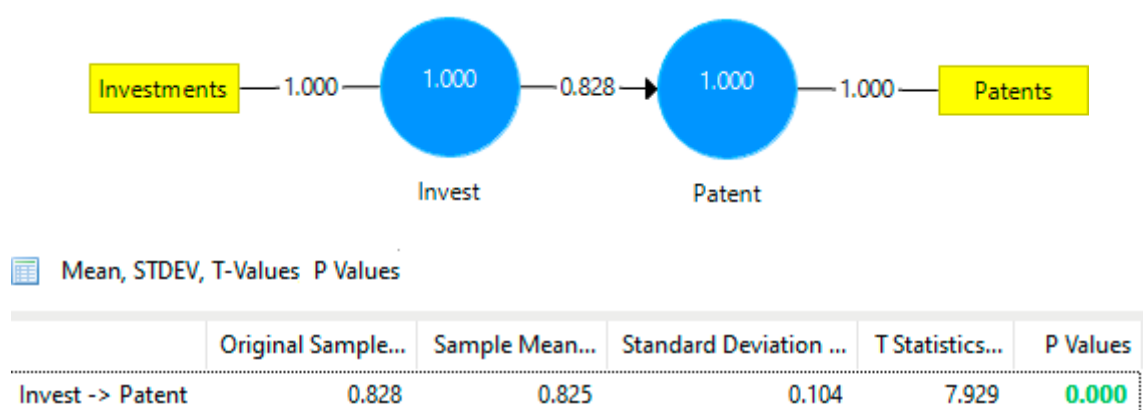 Investments 1.000 1.000 0.828 1.000 1.000 Patents
Invest Patent
Mean, STDEV, T-Values P Values
Original Sample... Sample Mean... Standard Deviation ... T Statistics... P Values
Invest -> Patent 0.828 0.825 0.104 7.929 0.000